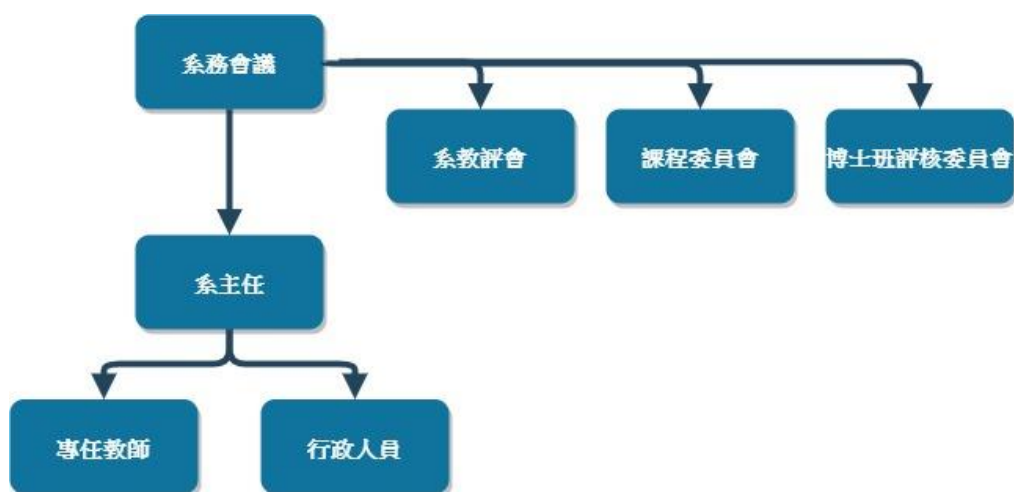 系務會議
系教評會
課程委員會
博士班評核委員會
系主任
專任教師
行政人員